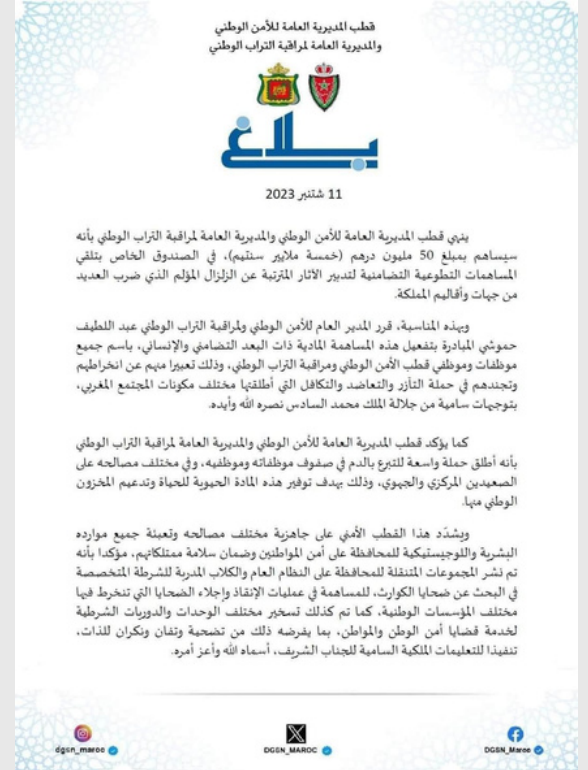 قطب المديرية العامة للأمن الوطني
والمديرية العامة لمراقبة التراب الوطني
بلاغ
11 شتنبر 2023
ينهي قطب المديرية العامة للأمن الوطني والمديرية العامة لمراقبة التراب الوطني بأنه
سيساهم بمبلغ 50 مليون درهم (خمسة ملايير سنتيم)، في الصندوق الخاص بتلقي
المساهمات التطوعية التضامنية لتدبير الآثار المترتبة عن الزلزال المؤلم الذي ضرب العديد
من جهات وأقاليم المملكة.
وبهذه المناسبة، قرر المدير العام للأمن الوطني ولمراقبة التراب الوطني عبد اللطيف
حموشي المبادرة بتفعيل هذه المساهمة المادية ذات البعد التضامني والإنساني، باسم جميع
موظفات وموظفي قطب الأمن الوطني ومراقبة التراب الوطني، وذلك تعبيرا منهم عن انخراطهم
وتجندهم في حملة التآزر والتعاضد والتكافل التي أطلقتها مختلف مكونات المجتمع المغربي،
بتوجيهات سامية من جلالة الملك محمد السادس نصره الله وأيده.
كما يؤكد قطب المديرية العامة للأمن الوطني والمديرية العامة لمراقبة التراب الوطني
بأنه أطلق حملة واسعة للتبرع بالدم في صفوف موظفاته وموظفيه، وفي مختلف مصالحه على
الصعيدين المركزي والجهوي، وذلك بهدف توفير هذه المادة الحيوية للحياة وتدعيم المخزون
الوطني منها.
ويشدّد هذا القطب الأمني على جاهزية مختلف مصالحه وتعبئة جميع موارده
البشرية واللوجيستيكية للمحافظة على أمن المواطنين وضمان سلامة ممتلكاتهم، مؤكدا بأنه
تم نشر المجموعات المتنقلة للمحافظة على النظام العام والكلاب المدربة للشرطة المتخصصة
في البحث عن ضحايا الكوارث، للمساهمة في عمليات الإنقاذ وإجلاء الضحايا التي تنخرط فيها
مختلف المؤسسات الوطنية، كما تم كذلك تسخير مختلف الوحدات والدوريات الشرطية
لخدمة قضايا أمن الوطن والمواطن، بما يفرضه ذلك من تضحية وتفان ونكران للذات،
تنفيذا للتعليمات الملكية السامية للجناب الشريف، أسماه الله وأعز أمره.
dgsn_maroc
DGSN_MAROC
DGSN_Maroc